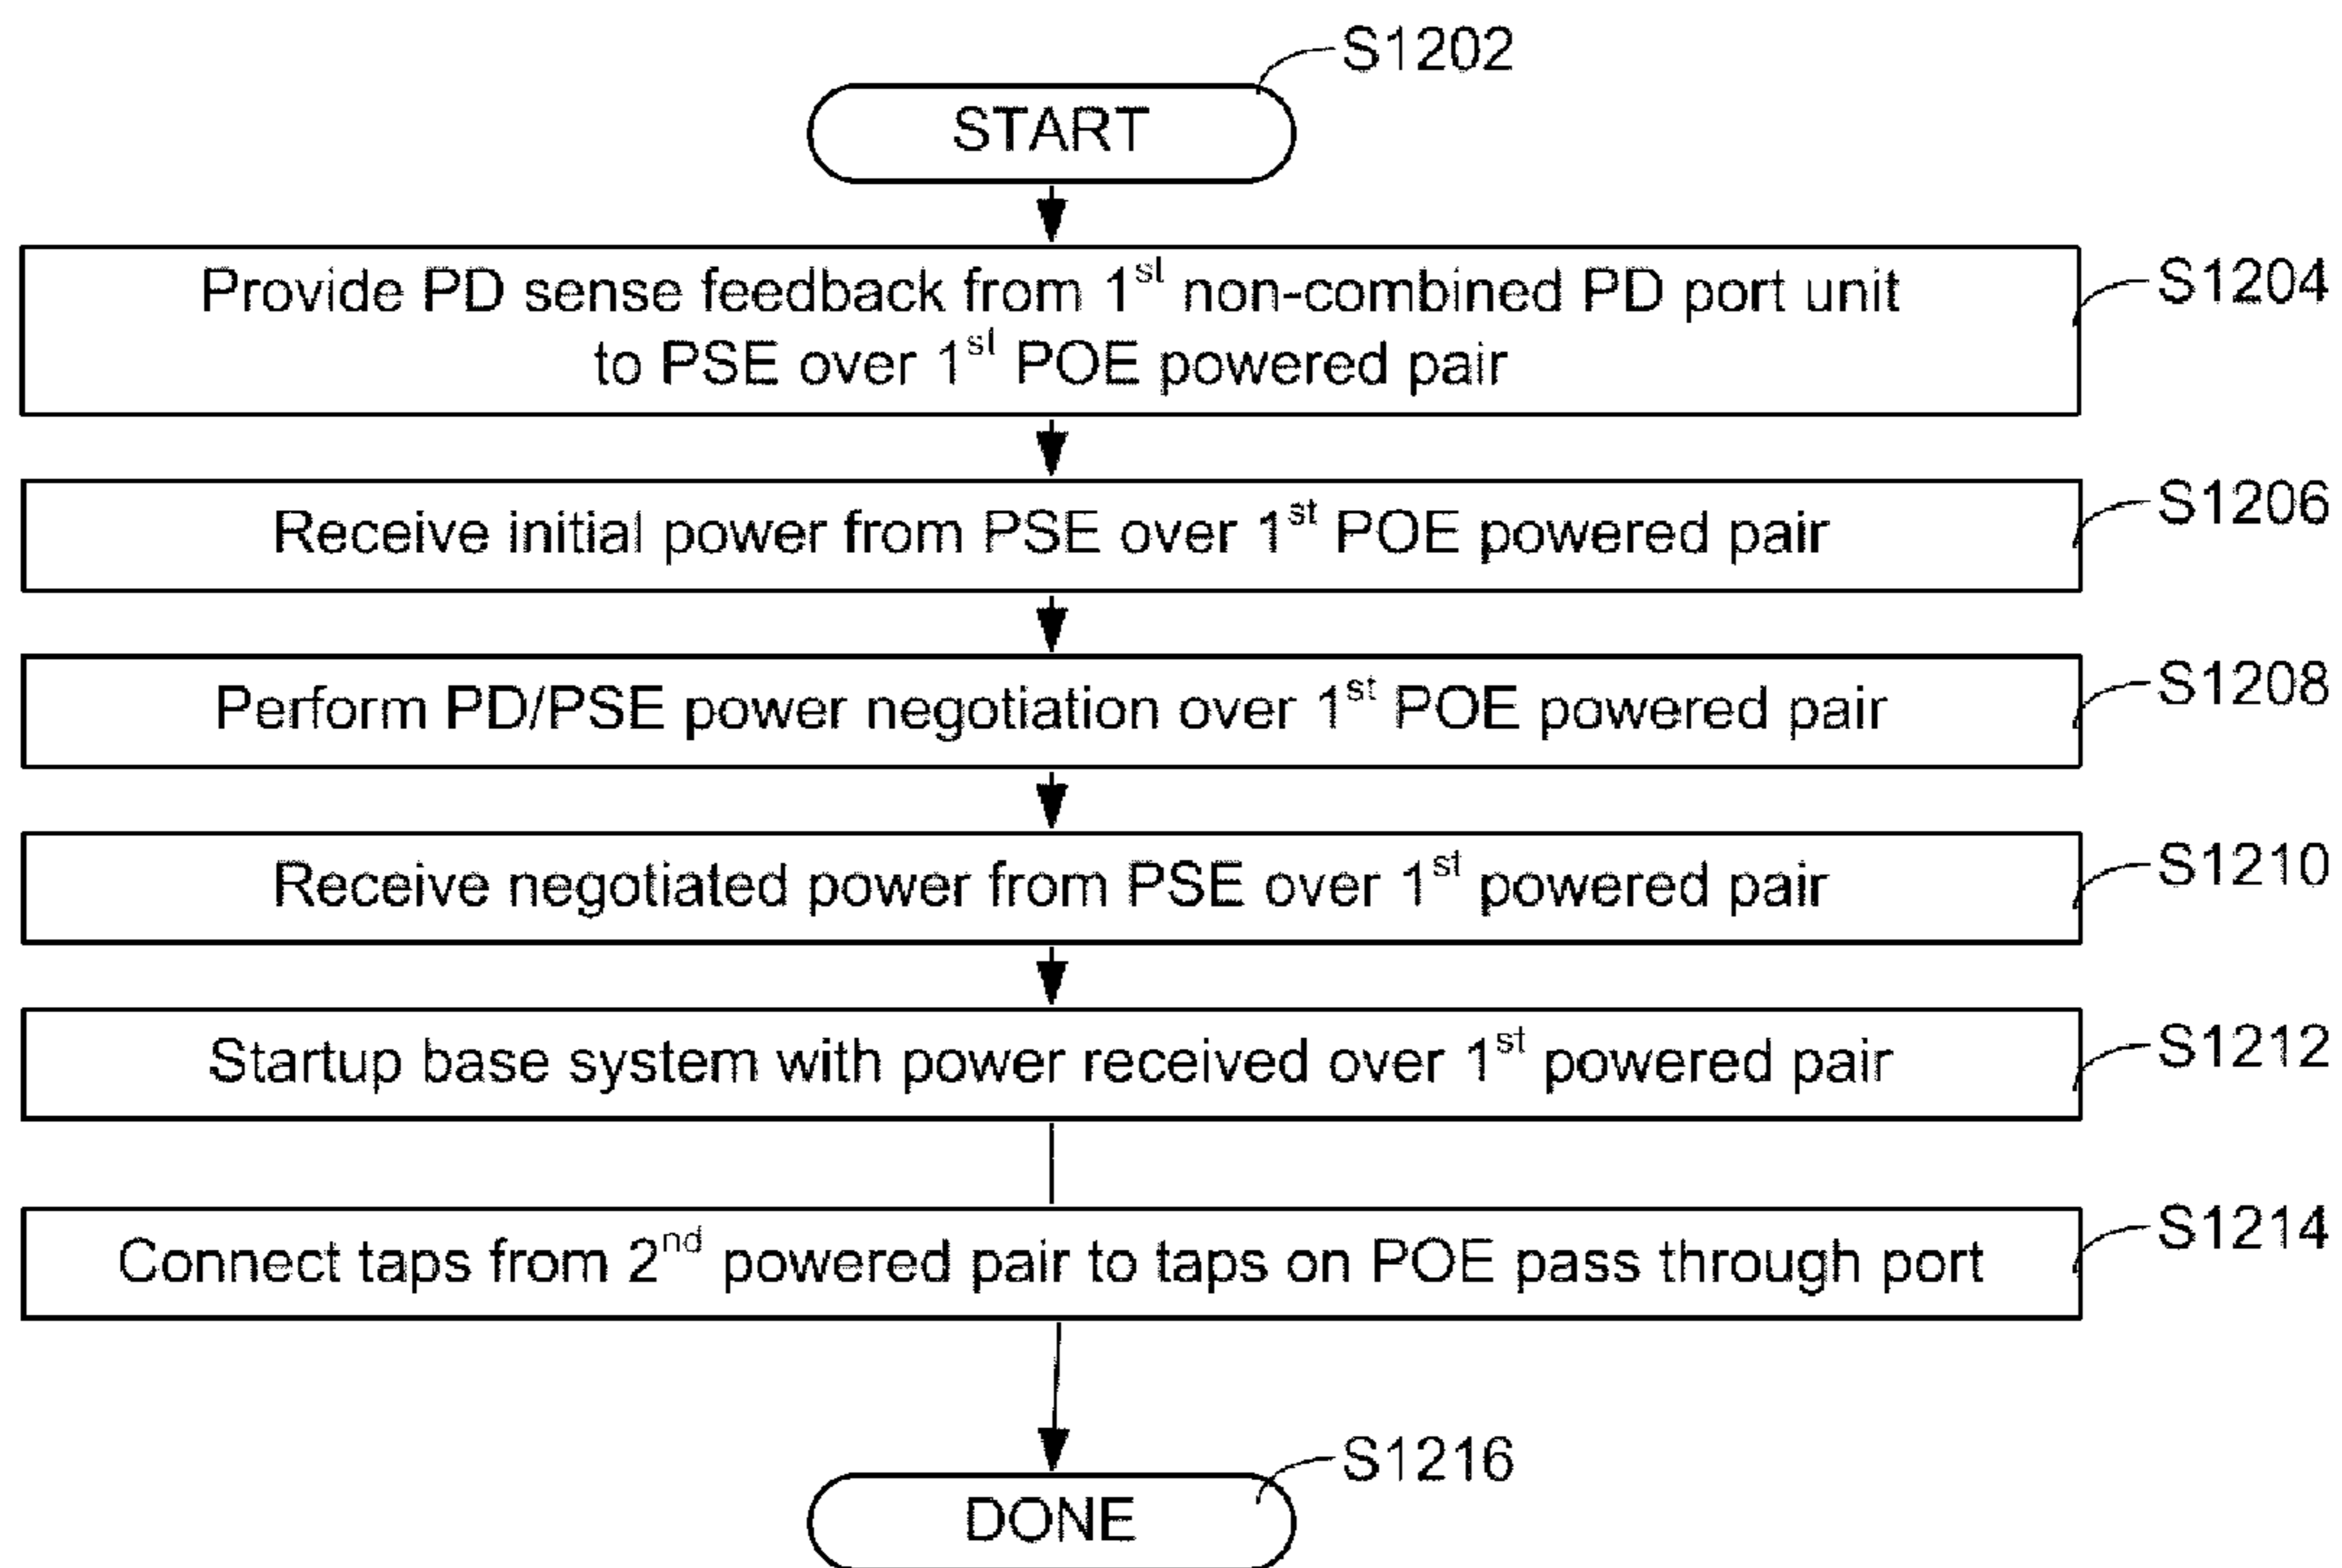 S1202
START
Provide PD sense feedback from 1st non-combined PD port unit
to PSE over 1st POE powered pair
S1204
Receive initial power from PSE over 1st POE powered pair
S1206
Perform PD/PSE power negotiation over 1st POE powered pair
S1208
Receive negotiated power from PSE over 1st powered pair
S1210
Startup base system with power received over 1st powered pair
S1212
Connect taps from 2nd powered pair to taps on POE pass through port
S1214
S1216
DONE